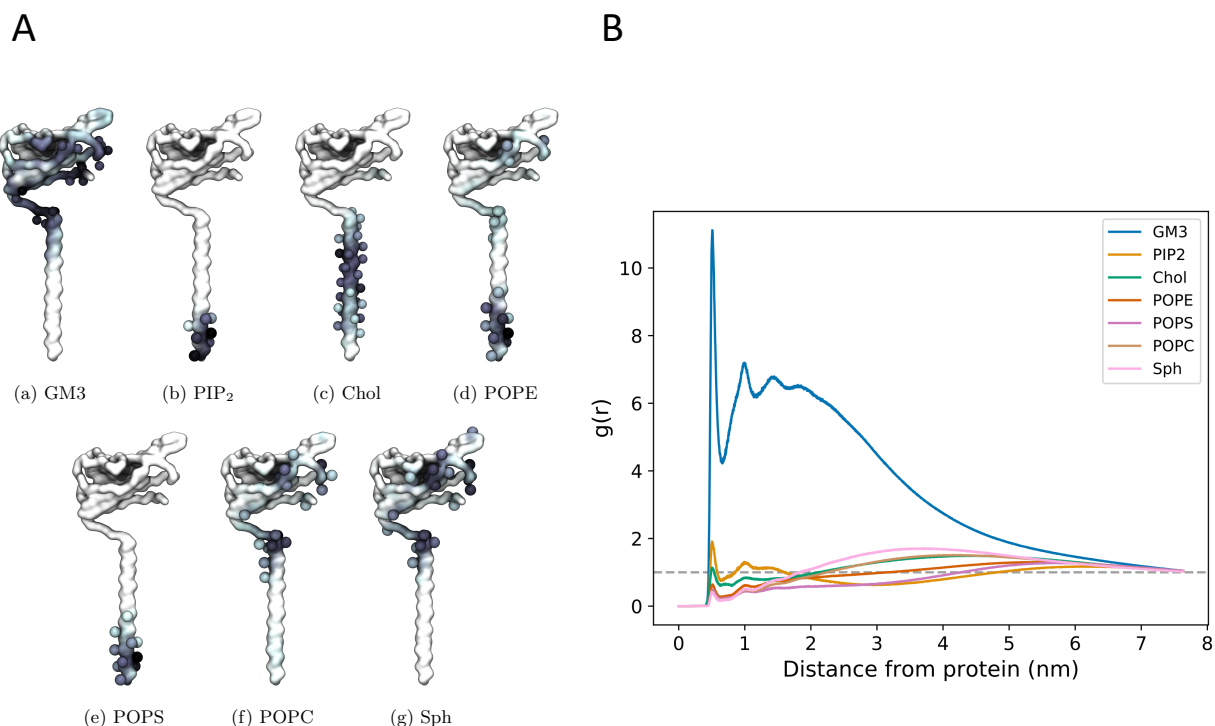 A
(a) GM3
(b) PIP₂
(c) Chol
(d) POPE
(e) POPS
(f) POPC
(g) Sph
B
g(r)
10
8
6
4
2
0
GM3
PIP2
Chol
POPE
POPS
POPC
Sph
0 1 2 3 4 5 6 7 8
Distance from protein (nm)